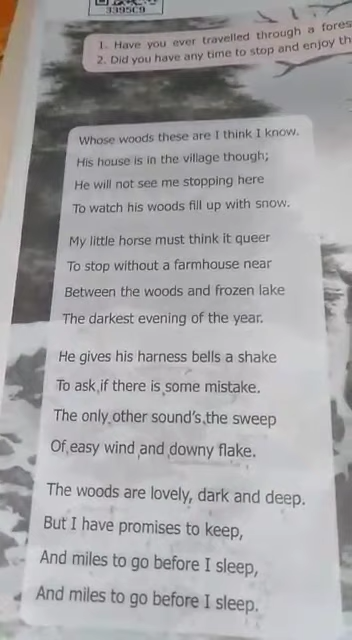 3395C9
1. Have you ever travelled through a
2. Did you have any time to stop and enjoy
Whose woods these are I think I know.
His house is in the village though;
He will not see me stopping here
To watch his woods fill up with snow.
My little horse must think it queer
To stop without a farmhouse near
Between the woods and frozen lake
The darkest evening of the year.
He gives his harness bells a shake
To ask if there is some mistake.
The only other sound's the sweep
Of easy wind and downy flake.
The woods are lovely, dark and deep.
But I have promises to keep,
And miles to go before I sleep,
And miles to go before I sleep.